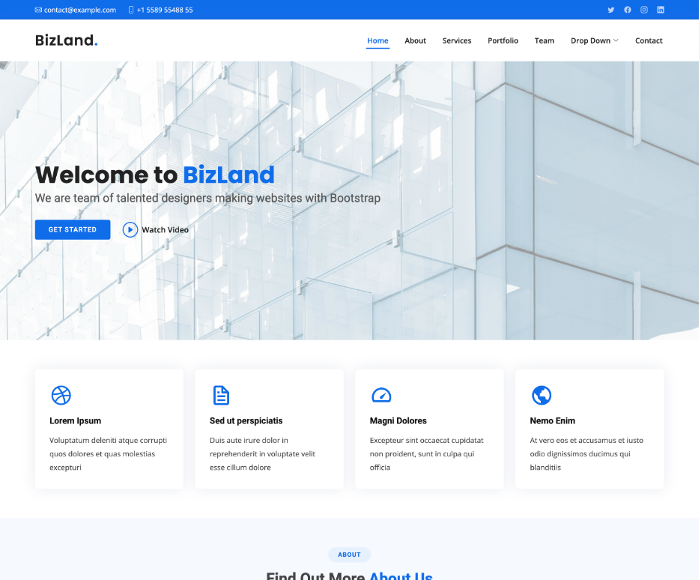 contact@example.com +1 5589 55488 55
BizLand.
Home About Services Portfolio Team Drop Down Contact
Welcome to BizLand
We are team of talented designers making websites with Bootstrap
GET STARTED Watch Video
Lorem Ipsum
Voluptatum deleniti atque corrupti
quos dolores et quas molestias
excepturi
Sed ut perspiciatis
Duis aute irure dolor in
reprehenderit in voluptate velit
esse cillum dolore
Magni Dolores
Excepteur sint occaecat cupidatat
non proident, sunt in culpa qui
officia
Nemo Enim
At vero eos et accusamus et iusto
odio dignissimos ducimus qui
blanditiis
ABOUT
Find Out More About Us